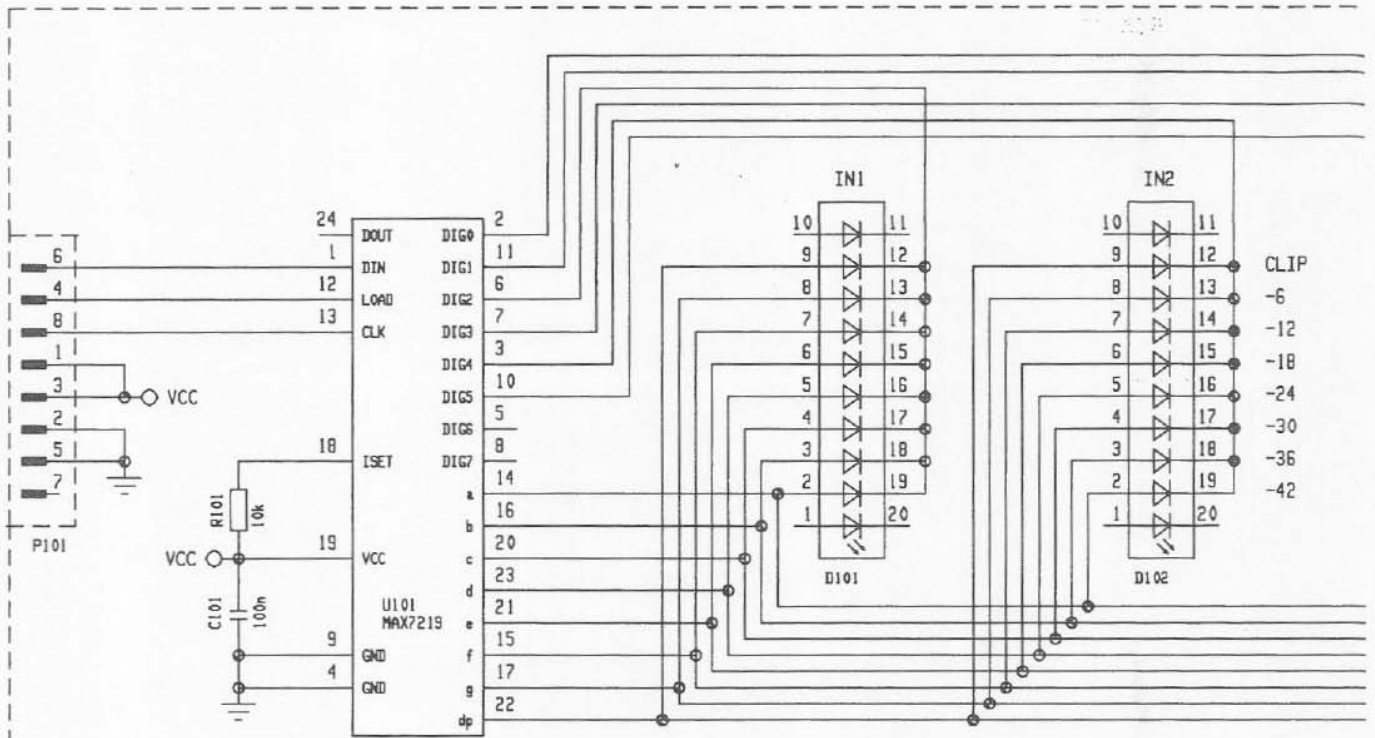 IN1
IN2
10 11
9 12
8 13
7 14
6 15
5 16
4 17
3 18
2 19
1 20
D101
10 11
9 12
8 13
7 14
6 15
5 16
4 17
3 18
2 19
1 20
D102
CLIP
-6
-12
-18
-24
-30
-36
-42
6
4
8
1
3
2
5
7
P101
VCC
R101
10k
VCC
C101
100n
24 DOUT
1 DIN
12 LOAD
13 CLK
18 ISET
19 VCC
9 GND
4 GND
U101
MAX7219
DIG0 2
DIG1 11
DIG2 6
DIG3 7
DIG4 3
DIG5 10
DIG6 5
DIG7 8
a 14
b 16
c 20
d 23
e 21
f 15
g 17
dp 22